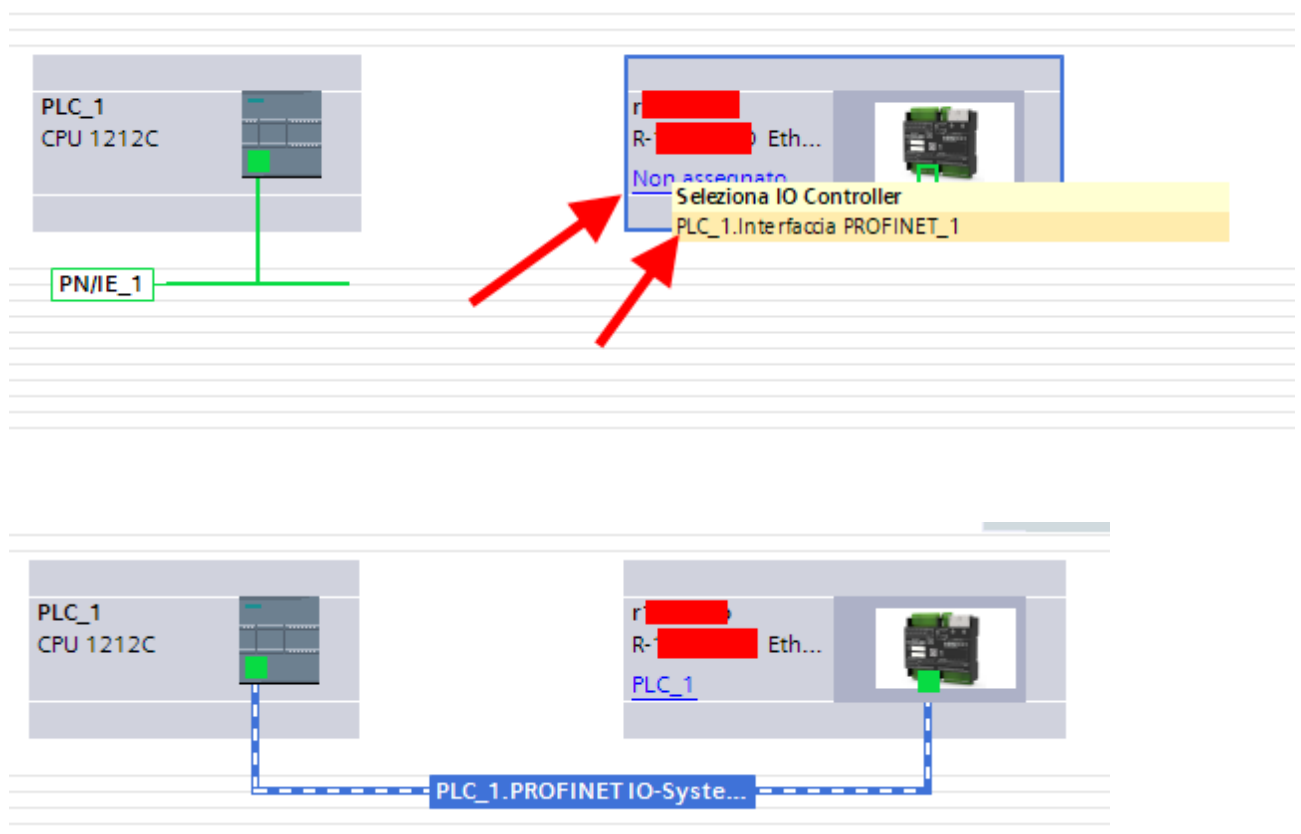 PLC_1
CPU 1212C
r
R- Eth...
Non assegnato
Seleziona IO Controller
PLC_1.Interfaccia PROFINET_1
PN/IE_1
PLC_1
CPU 1212C
r
R- Eth...
PLC_1
PLC_1.PROFINET IO-Syste...